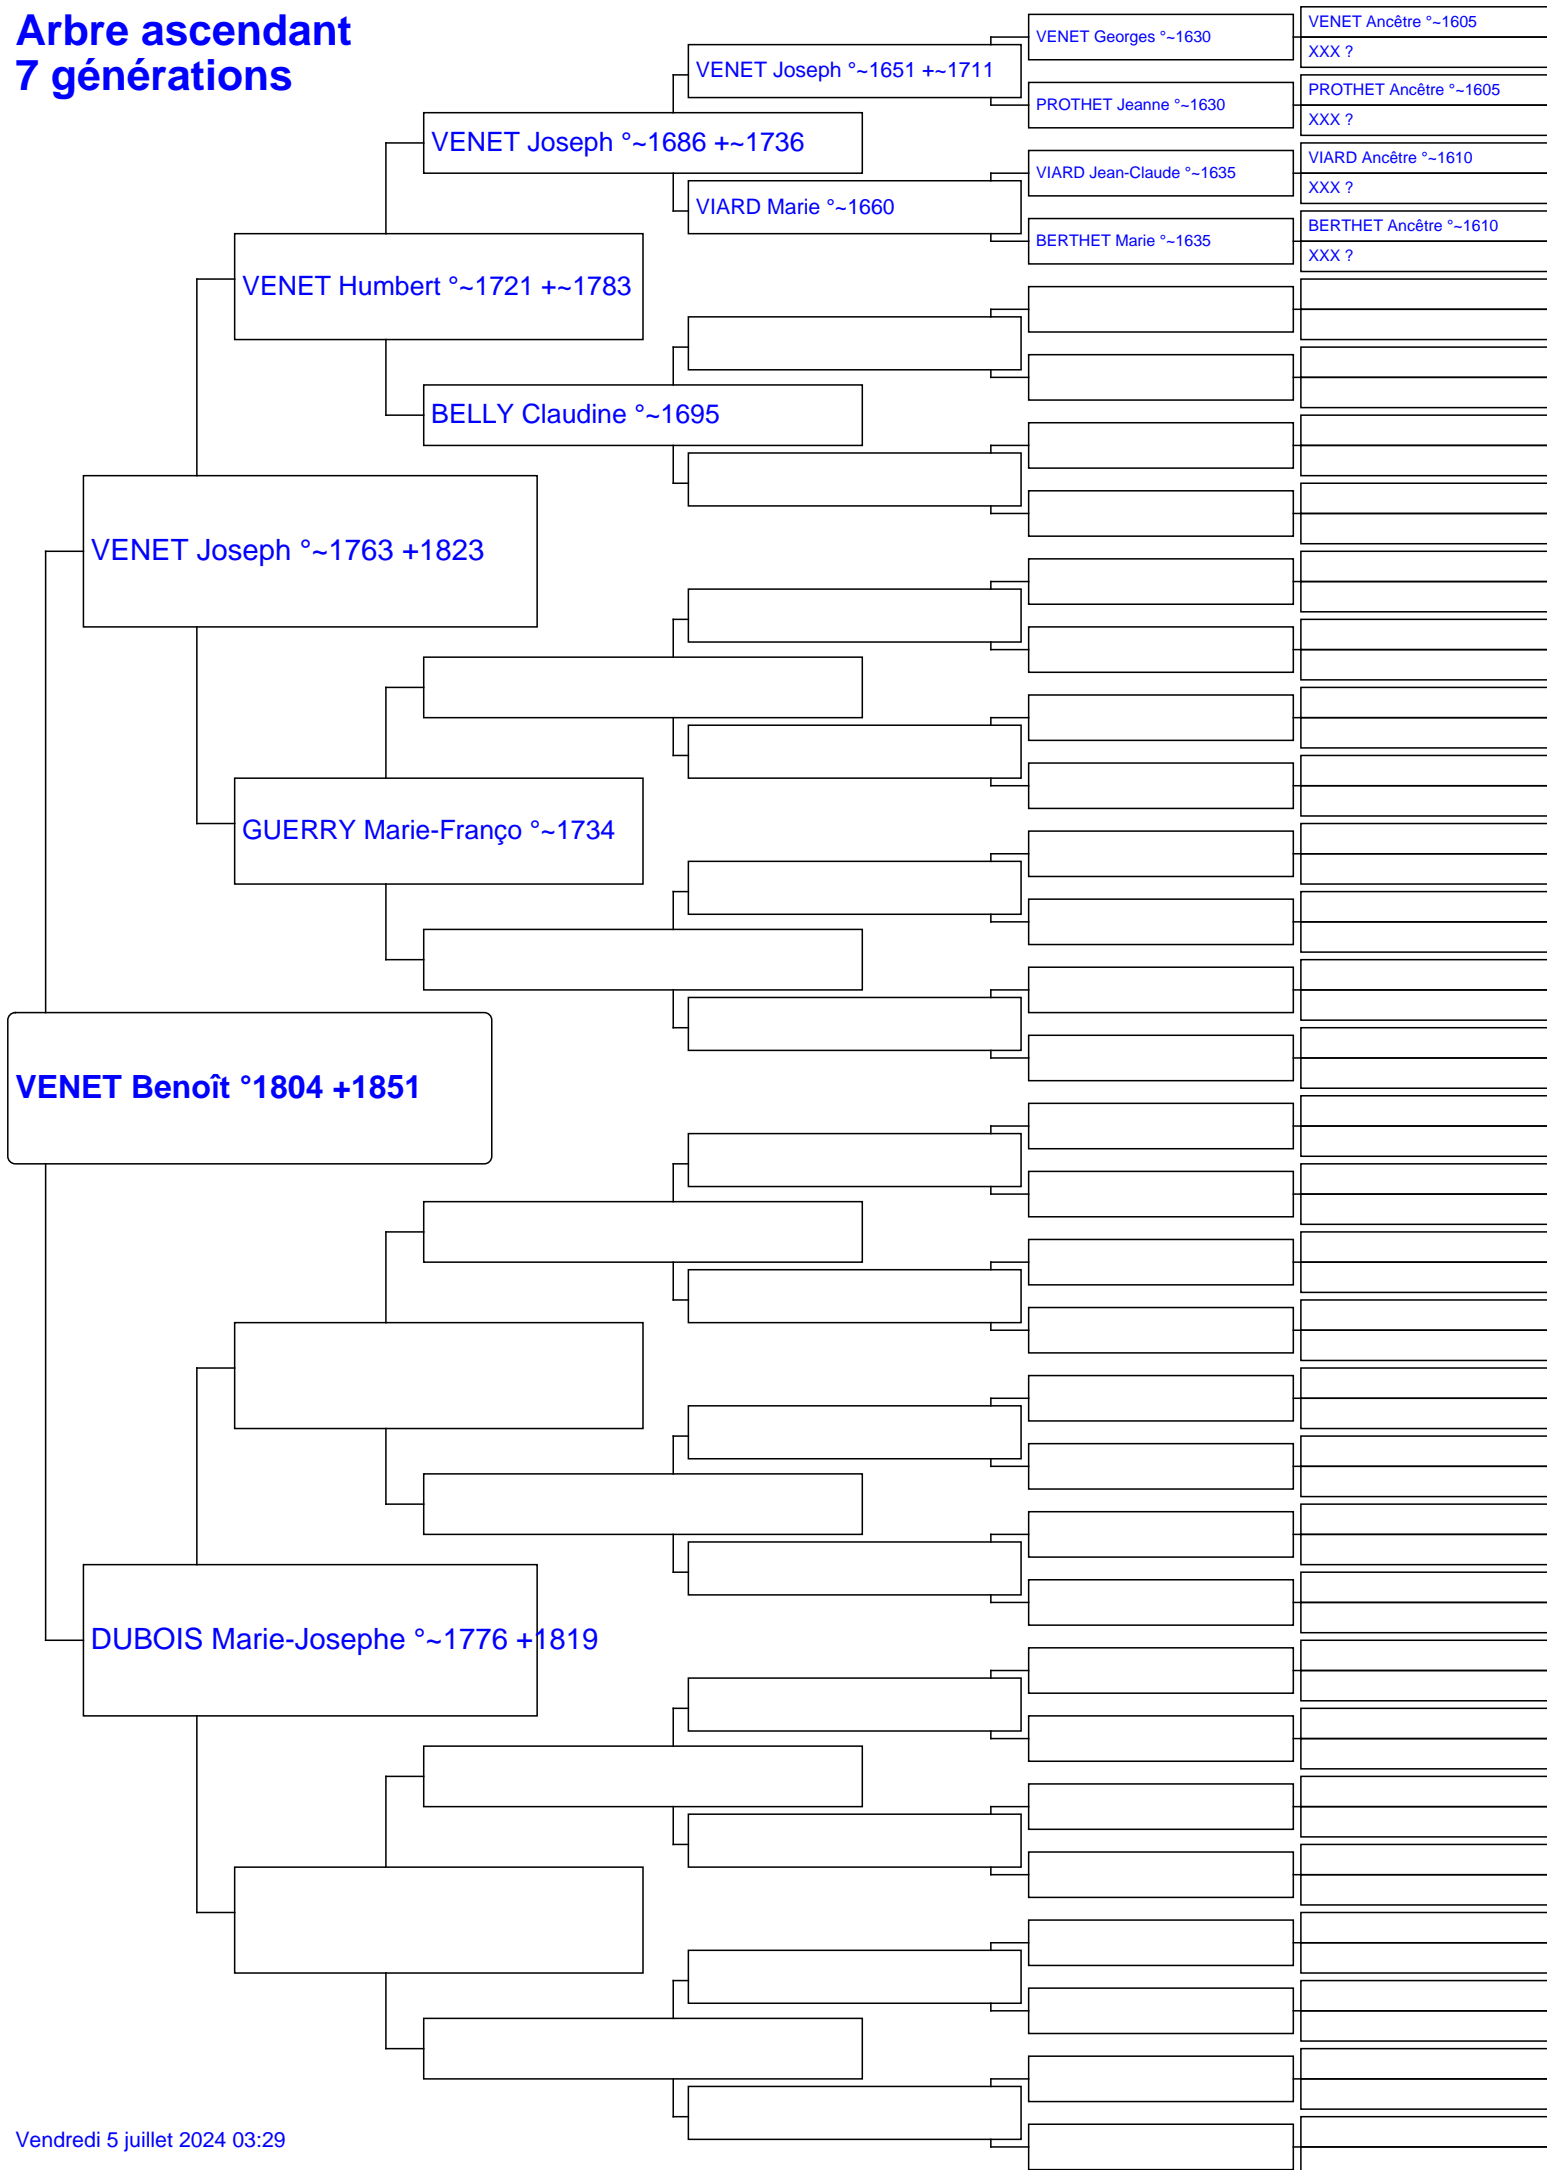 Arbre ascendant
7 générations
VENET Ancêtre °~1605
VENET Georges °~1630
XXX ?
VENET Joseph °~1651 +~1711
PROTHET Ancêtre °~1605
PROTHET Jeanne °~1630
XXX ?
VENET Joseph °~1686 +~1736
VIARD Ancêtre °~1610
VIARD Jean-Claude °~1635
XXX ?
VIARD Marie °~1660
BERTHET Ancêtre °~1610
BERTHET Marie °~1635
XXX ?
VENET Humbert °~1721 +~1783
BELLY Claudine °~1695
VENET Joseph °~1763 +1823
GUERRY Marie-Franço °~1734
VENET Benoît °1804 +1851
DUBOIS Marie-Josephe °~1776 +1819
Vendredi 5 juillet 2024 03:29